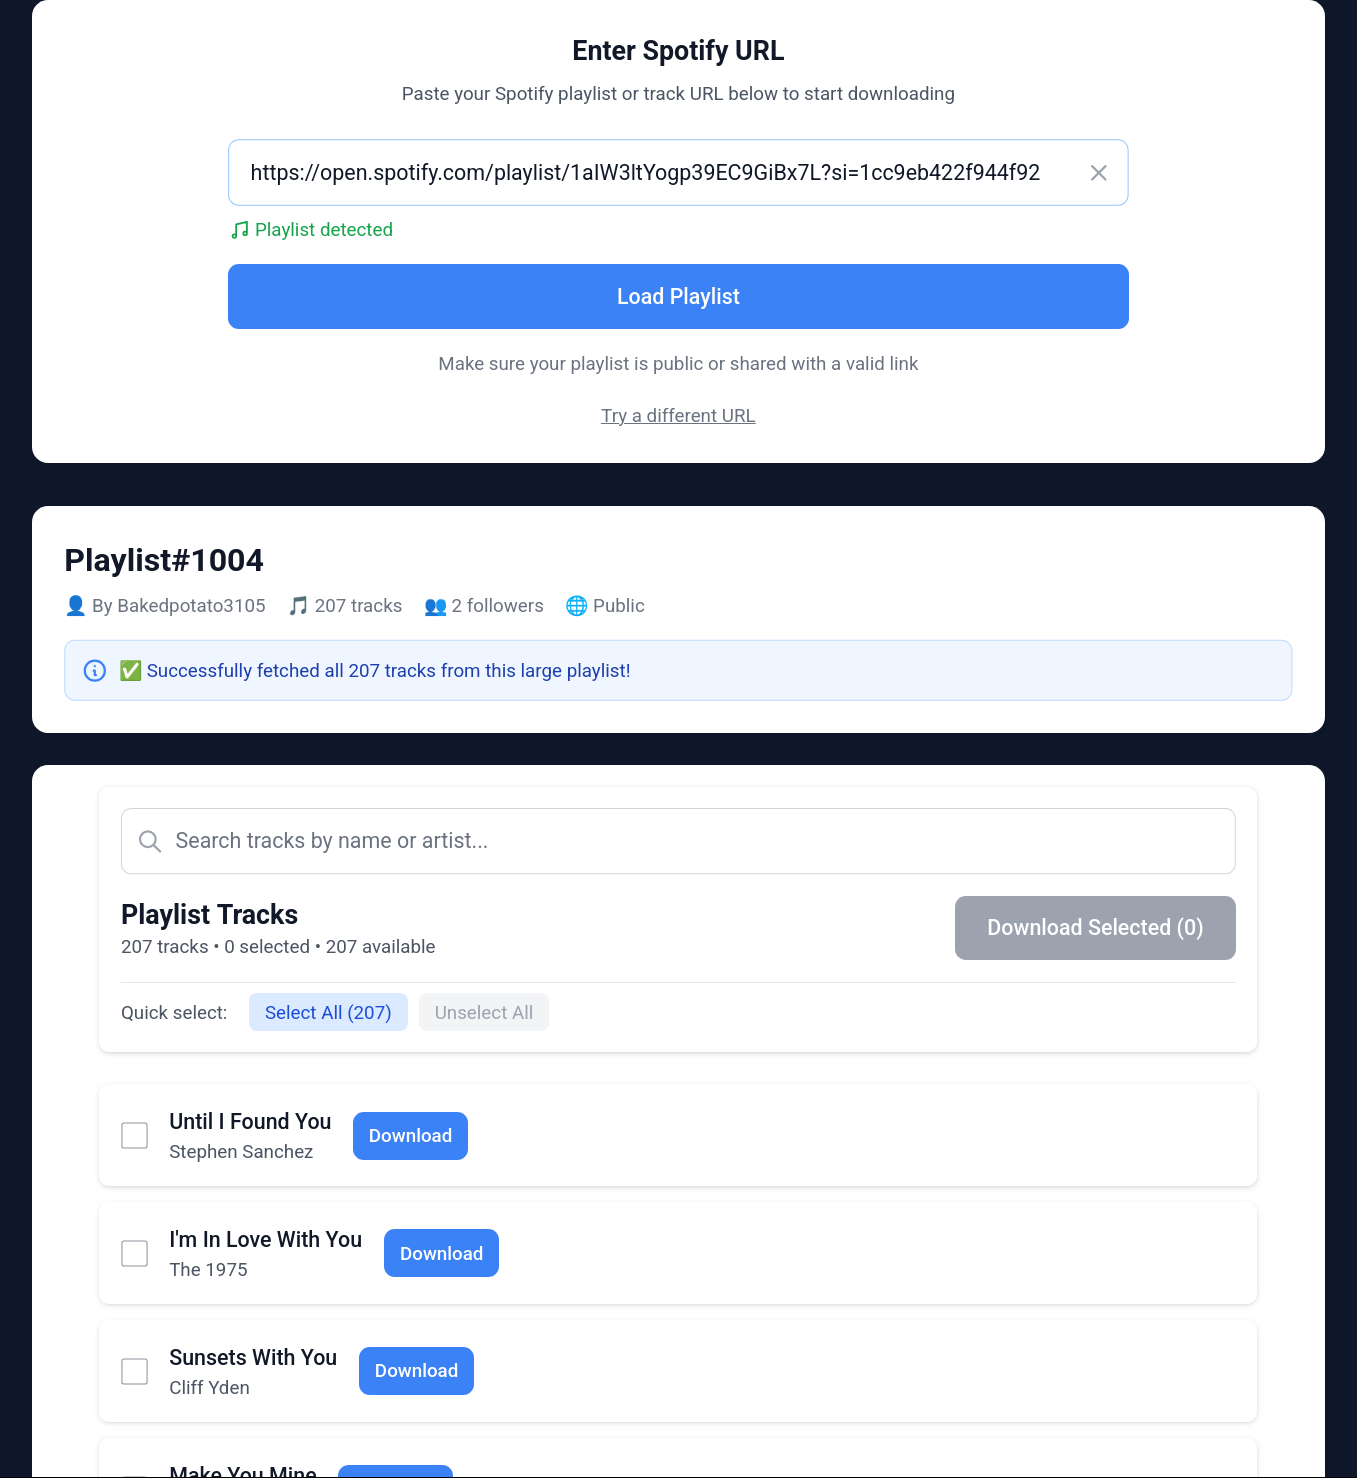 Enter Spotify URL
Paste your Spotify playlist or track URL below to start downloading
https://open.spotify.com/playlist/1aIW3ItYogp39EC9GiBx7L?si=1cc9eb422f944f92
Playlist detected
Load Playlist
Make sure your playlist is public or shared with a valid link
Try a different URL
Playlist#1004
By Bakedpotato3105 207 tracks 2 followers Public
Successfully fetched all 207 tracks from this large playlist!
Search tracks by name or artist...
Playlist Tracks
207 tracks • 0 selected • 207 available
Download Selected (0)
Quick select: Select All (207) Unselect All
Until I Found You
Stephen Sanchez
Download
I'm In Love With You
The 1975
Download
Sunsets With You
Cliff Yden
Download
Make You Mine